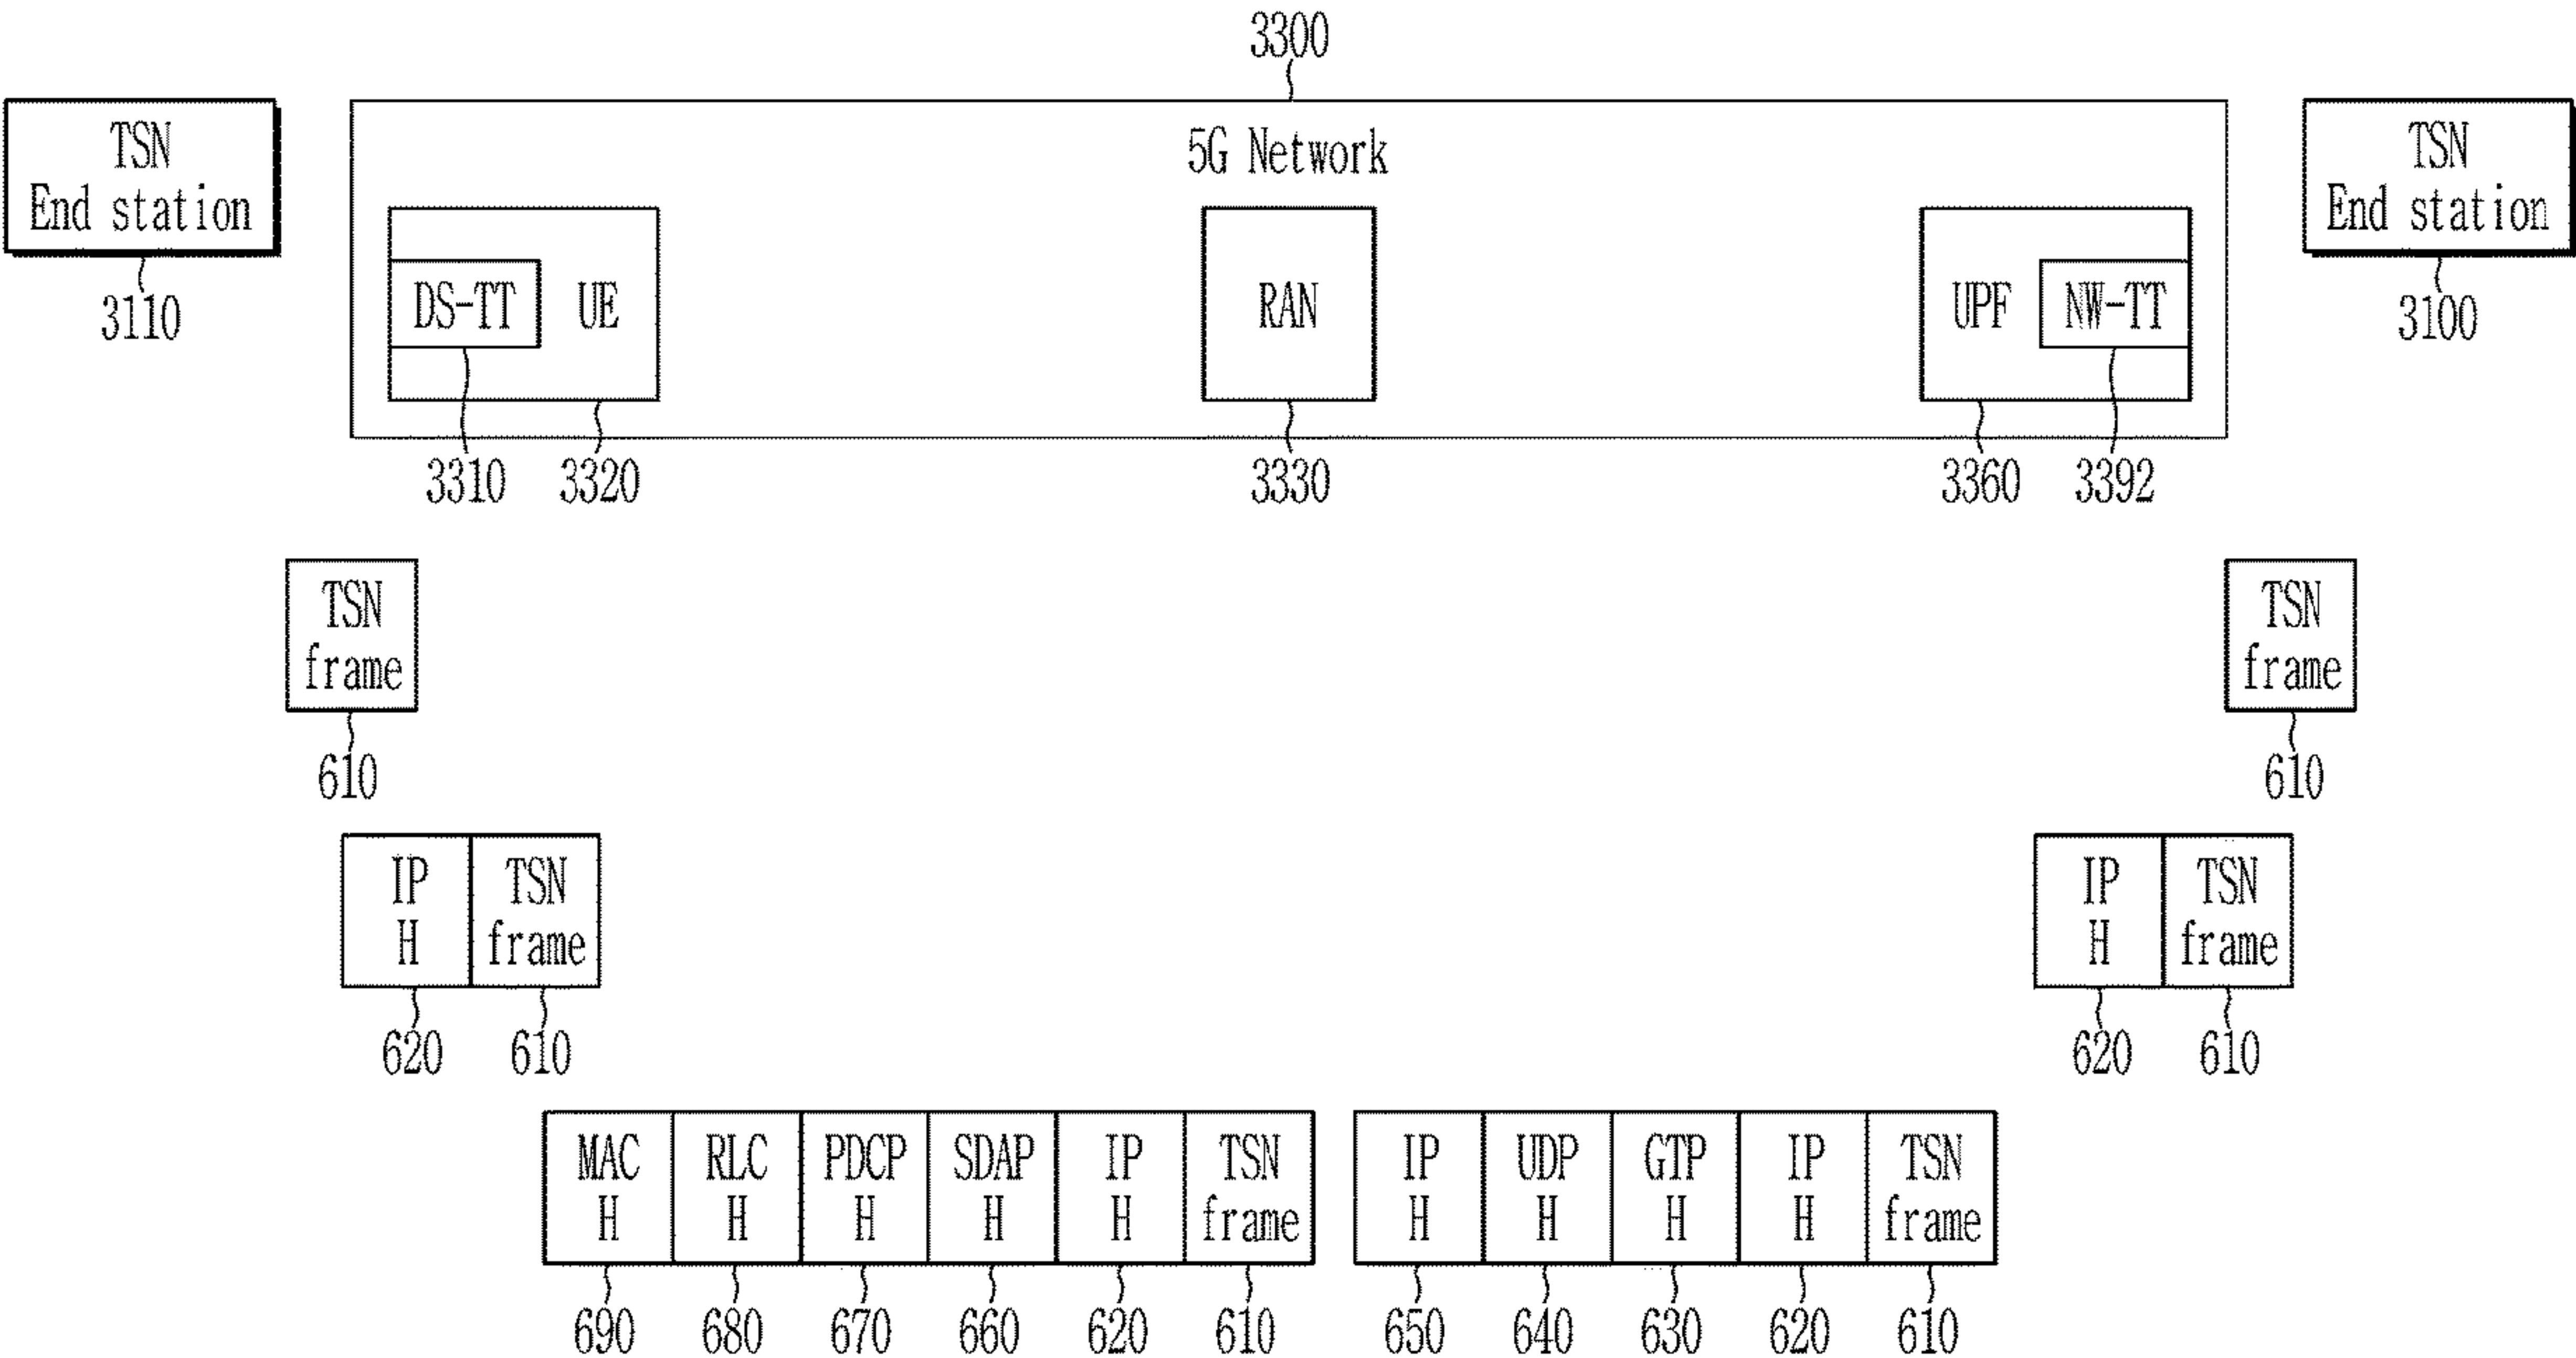 3300
TSN
End station
3110
5G Network
DS-TT
UE
RAN
UPF
NW-TT
TSN
End station
3100
3310
3320
3330
3360
3392
TSN
frame
610
TSN
frame
610
IP
H
TSN
frame
620
610
IP
H
TSN
frame
620
610
MAC
H
RLC
H
PDCP
H
SDAP
H
IP
H
TSN
frame
690
680
670
660
620
610
IP
H
UDP
H
GTP
H
IP
H
TSN
frame
650
640
630
620
610